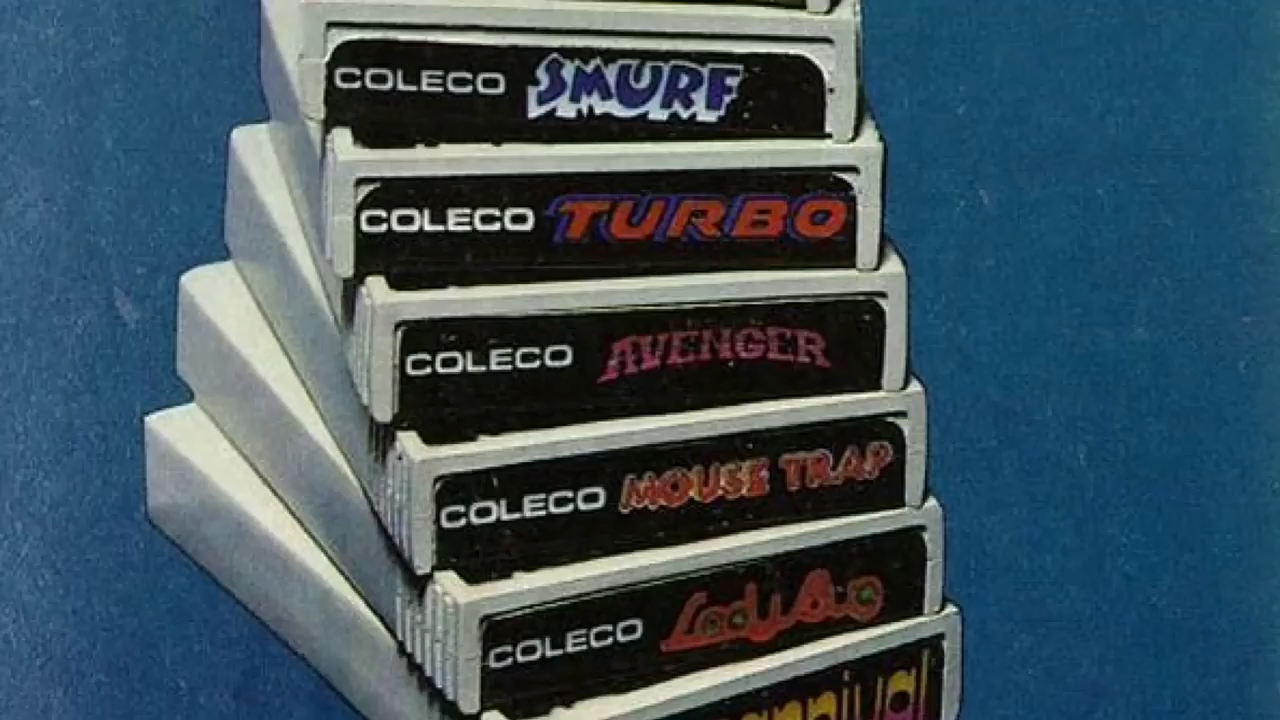 COLECO SMURF
COLECO TURBO
COLECO AVENGER
COLECO MOUSE TRAP
COLECO Lady Bug